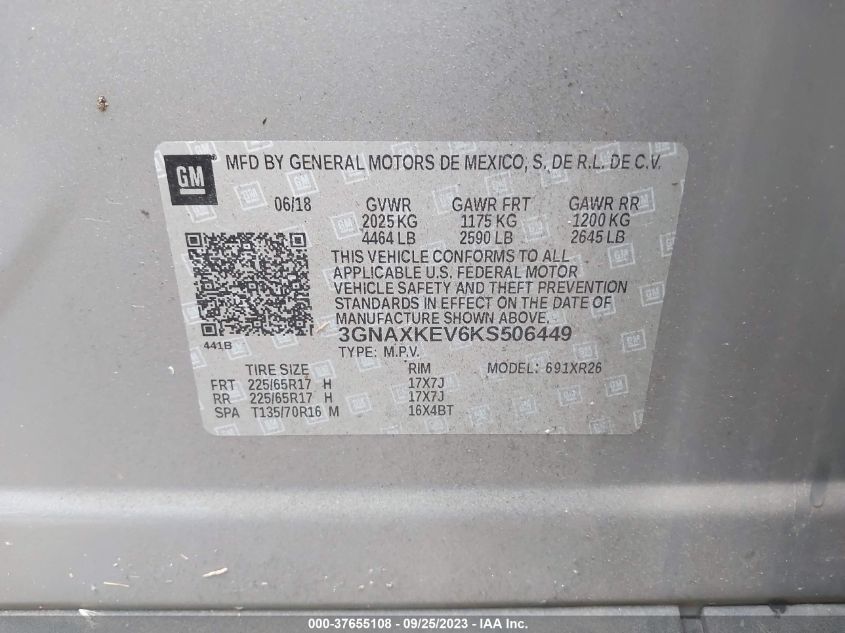 GM
MFD BY GENERAL MOTORS DE MEXICO, S. DE R.L. DE C.V.
06/18 GVWR GAWR FRT GAWR RR
2025 KG 1175 KG 1200 KG
4464 LB 2590 LB 2645 LB
THIS VEHICLE CONFORMS TO ALL
APPLICABLE U.S. FEDERAL MOTOR
VEHICLE SAFETY AND THEFT PREVENTION
STANDARDS IN EFFECT ON THE DATE OF
MANUFACTURE SHOWN ABOVE.
3GNAXKEV6KS506449
441B
TYPE: M.P.V.
TIRE SIZE RIM MODEL: 691XR26
FRT 225/65R17 H 17X7J
RR 225/65R17 H 17X7J
SPA T135/70R16 M 16X4BT
000-37655108 - 09/25/2023 - © IAA Inc.